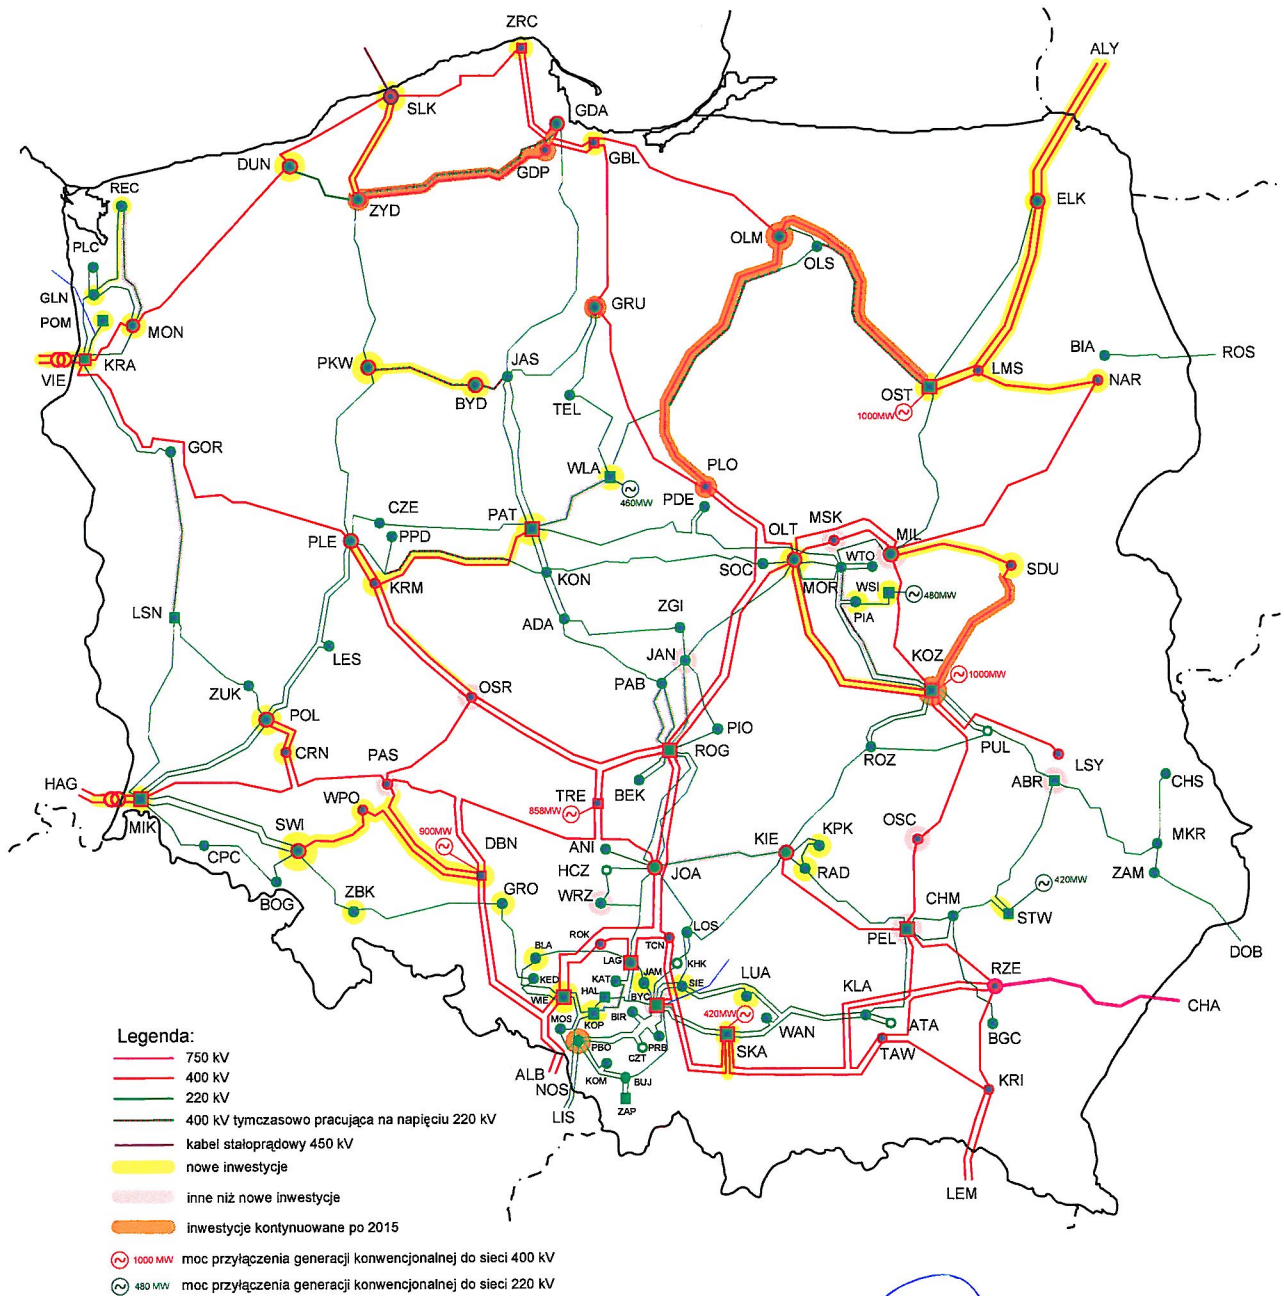 ZRC
ALY
SLK
GDA
GBL
GDP
DUN
REC
ZYD
ELK
OLM
OLS
PLC
GLN
POM
MON
GRU
KRA
VIE
PKW
JAS
BYD
TEL
LMS
BIA
ROS
NAR
OST
1000MW
GOR
WLA
460MW
PLO
PDE
CZE
PPD
PAT
PLE
KRM
KON
OLT
MSK
MIL
WTO
SOC
MOR
WSI
480MW
PIA
SDU
LSN
ADA
ZGI
JAN
PAB
KOZ
1000MW
LES
ZUK
POL
OSR
CRN
PIO
ROG
ROZ
PUL
LSY
ABR
CHS
HAG
PAS
BEK
TRE
858MW
MIK
WPO
SWI
900MW
DBN
ANI
KIE
KPK
OSC
MKR
CPC
HCZ
JOA
RAD
ZAM
BOG
ZBK
GRO
WRZ
CHM
420MW
STW
LOS
PEL
DOB
ROK
TCN
BLA
LAG
KHK
KED
KAT
JAM
SIE
LUA
KLA
RZE
WIE
HAL
BYC
CHA
MOS
KOP
BIR
420MW
WAN
ATA
BGC
PBO
CZT
PRB
SKA
TAW
ALB
NOS
KOM
BUJ
KRI
LIS
ZAP
LEM
Legenda:
750 kV
400 kV
220 kV
400 kV tymczasowo pracująca na napięciu 220 kV
kabel stałoprądowy 450 kV
nowe inwestycje
inne niż nowe inwestycje
inwestycje kontynuowane po 2015
1000 MW moc przyłączenia generacji konwencjonalnej do sieci 400 kV
480 MW moc przyłączenia generacji konwencjonalnej do sieci 220 kV